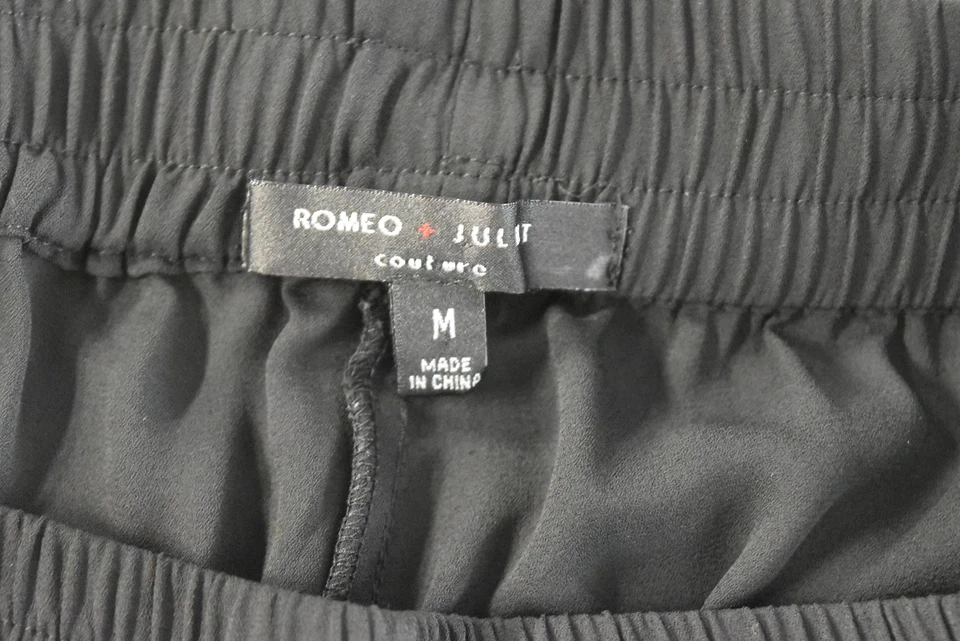 ROMEO + JULIT
couture
M
MADE
IN CHINA